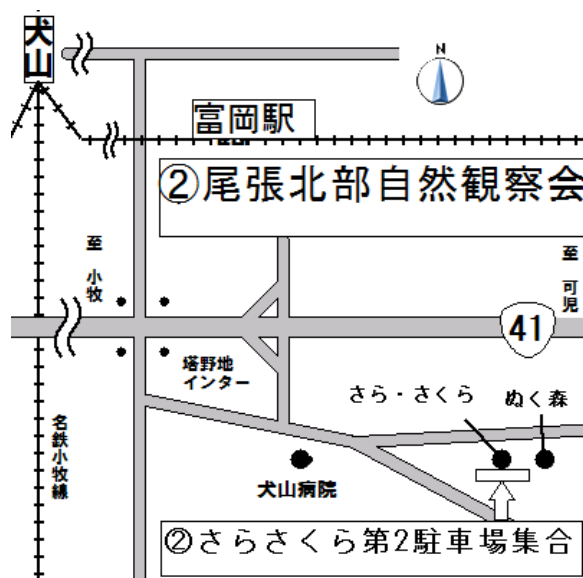 犬山
N
富岡駅
②尾張北部自然観察会
至 小牧
至 可児
41
塔野地
インター
さら・さくら
ぬく森
名鉄小牧線
犬山病院
②さらさくら第2駐車場集合